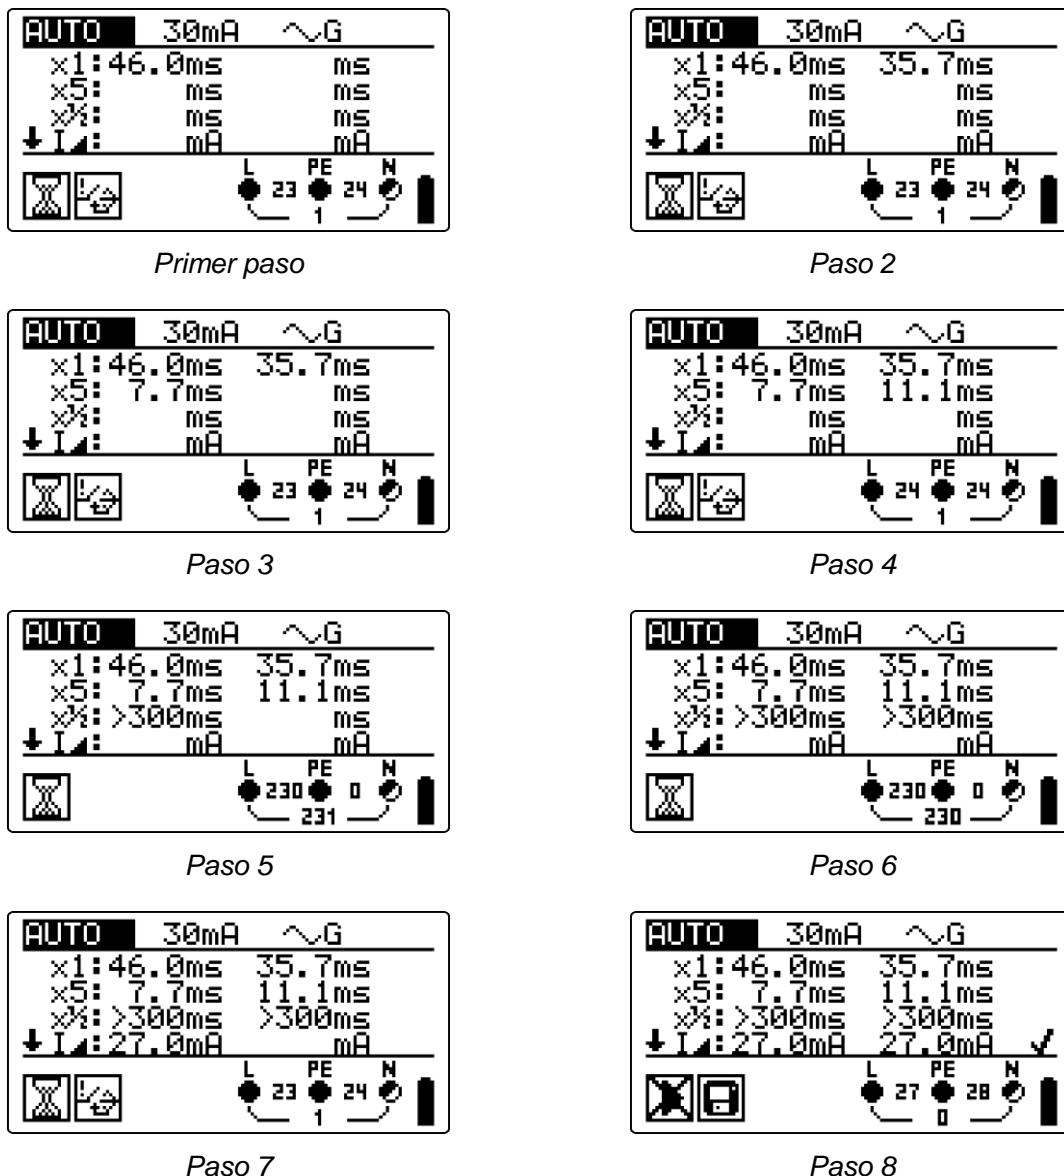 AUTO 30mA G
x1:46.0ms ms
x5: ms ms
x½: ms ms
I: mA mA
L PE N
23 24
1
Primer paso
AUTO 30mA G
x1:46.0ms 35.7ms
x5: ms ms
x½: ms ms
I: mA mA
L PE N
23 24
1
Paso 2
AUTO 30mA G
x1:46.0ms 35.7ms
x5: 7.7ms ms
x½: ms ms
I: mA mA
L PE N
23 24
1
Paso 3
AUTO 30mA G
x1:46.0ms 35.7ms
x5: 7.7ms 11.1ms
x½: ms ms
I: mA mA
L PE N
24 24
1
Paso 4
AUTO 30mA G
x1:46.0ms 35.7ms
x5: 7.7ms 11.1ms
x½:>300ms ms
I: mA mA
L PE N
230 0
231
Paso 5
AUTO 30mA G
x1:46.0ms 35.7ms
x5: 7.7ms 11.1ms
x½:>300ms >300ms
I: mA mA
L PE N
230 0
230
Paso 6
AUTO 30mA G
x1:46.0ms 35.7ms
x5: 7.7ms 11.1ms
x½:>300ms >300ms
I:27.0mA mA
L PE N
23 24
1
Paso 7
AUTO 30mA G
x1:46.0ms 35.7ms
x5: 7.7ms 11.1ms
x½:>300ms >300ms
I:27.0mA 27.0mA
L PE N
27 28
0
Paso 8